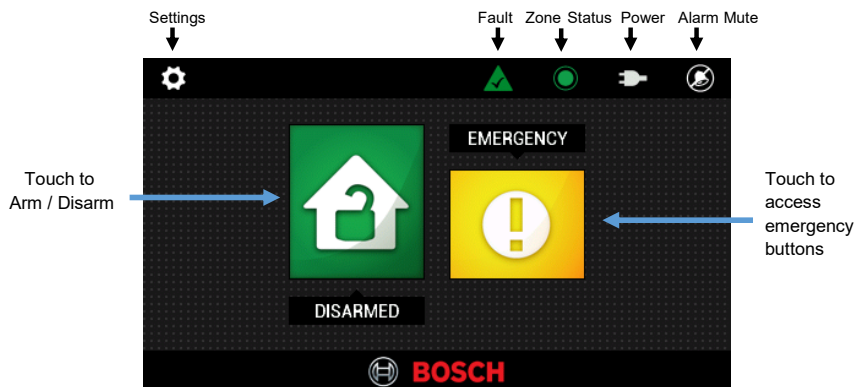 Settings
Fault
Zone Status
Power
Alarm Mute
EMERGENCY
Touch to
Arm / Disarm
Touch to
access
emergency
buttons
DISARMED
BOSCH